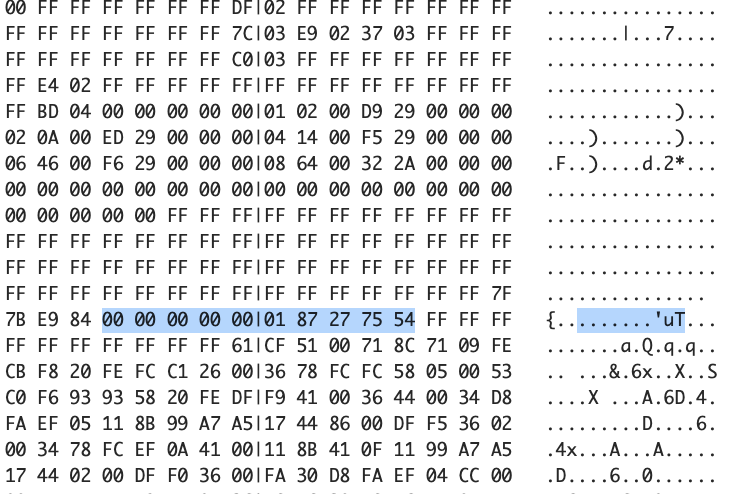 00 FF FF FF FF FF FF DF|02 FF FF FF FF FF FF FF ................
FF FF FF FF FF FF FF 7C|03 E9 02 37 03 FF FF FF .......|...7....
FF FF FF FF FF FF FF C0|03 FF FF FF FF FF FF FF ................
FF E4 02 FF FF FF FF FF|FF FF FF FF FF FF FF FF ................
FF BD 04 00 00 00 00 00|01 02 00 D9 29 00 00 00 ............)...
02 0A 00 ED 29 00 00 00|04 14 00 F5 29 00 00 00 ....).......)...
06 46 00 F6 29 00 00 00|08 64 00 32 2A 00 00 00 .F..)....d.2*...
00 00 00 00 00 00 00 00|00 00 00 00 00 00 00 00 ................
00 00 00 00 00 FF FF FF|FF FF FF FF FF FF FF FF ................
FF FF FF FF FF FF FF FF|FF FF FF FF FF FF FF FF ................
FF FF FF FF FF FF FF FF|FF FF FF FF FF FF FF FF ................
FF FF FF FF FF FF FF FF|FF FF FF FF FF FF FF 7F ...............
7B E9 84 00 00 00 00 00|01 87 27 75 54 FF FF FF {.........'uT...
FF FF FF FF FF FF FF 61|CF 51 00 71 8C 71 09 FE .......a.Q.q.q..
CB F8 20 FE FC C1 26 00|36 78 FC FC 58 05 00 53 .. ...&.6x..X..S
C0 F6 93 93 58 20 FE DF|F9 41 00 36 44 00 34 D8 ....X ...A.6D.4.
FA EF 05 11 8B 99 A7 A5|17 44 86 00 DF F5 36 02 .........D....6.
00 34 78 FC EF 0A 41 00|11 8B 41 0F 11 99 A7 A5 .4x...A...A.....
17 44 02 00 DF F0 36 00|FA 30 D8 FA EF 04 CC 00 .D....6..0......